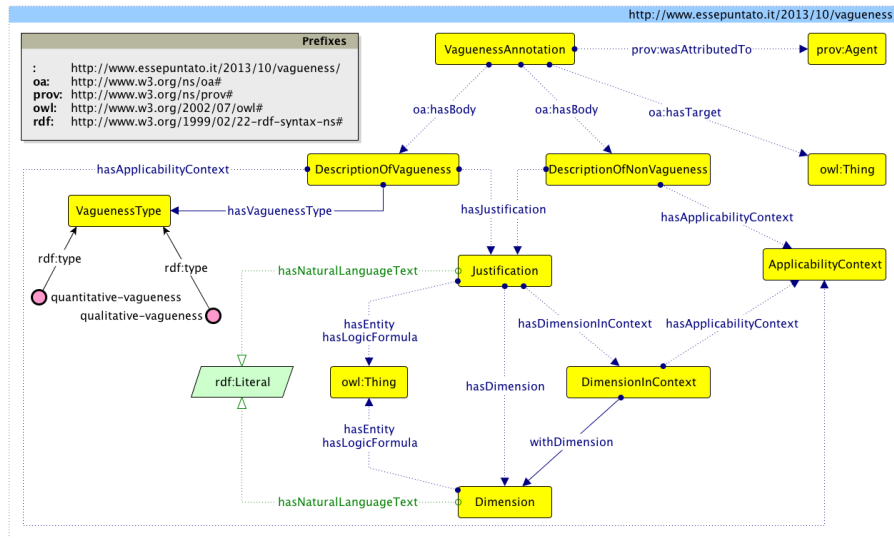 http://www.essepuntato.it/2013/10/vagueness
Prefixes
: http://www.essepuntato.it/2013/10/vagueness/
oa: http://www.w3.org/ns/oa#
prov: http://www.w3.org/ns/prov#
owl: http://www.w3.org/2002/07/owl#
rdf: http://www.w3.org/1999/02/22-rdf-syntax-ns#
VaguenessAnnotation
prov:wasAttributedTo
prov:Agent
oa:hasBody
oa:hasBody
oa:hasTarget
hasApplicabilityContext
DescriptionOfVagueness
DescriptionOfNonVagueness
owl:Thing
VaguenessType
hasVaguenessType
hasJustification
hasApplicabilityContext
rdf:type
rdf:type
hasNaturalLanguageText
Justification
ApplicabilityContext
quantitative-vagueness
qualitative-vagueness
hasEntity
hasLogicFormula
hasDimensionInContext
hasApplicabilityContext
rdf:Literal
owl:Thing
hasDimension
DimensionInContext
hasEntity
hasLogicFormula
withDimension
hasNaturalLanguageText
Dimension